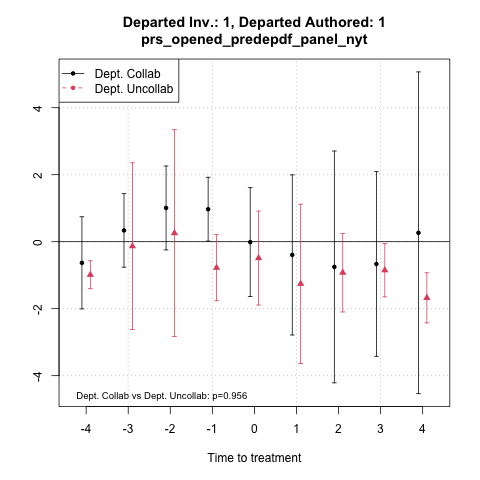 Departed Inv.: 1, Departed Authored: 1
prs_opened_predepdf_panel_nyt
Dept. Collab
Dept. Uncollab
4
2
0
-2
-4
Dept. Collab vs Dept. Uncollab: p=0.956
-4 -3 -2 -1 0 1 2 3 4
Time to treatment